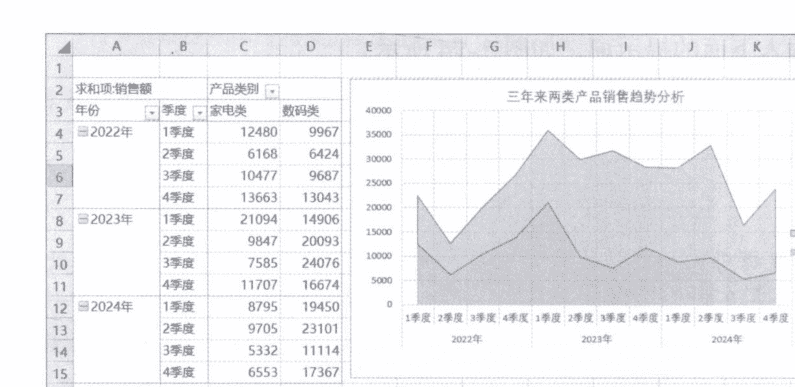 A B C D E F G H I J K
1
2 求和项:销售额 产品类别
3 年份 季度 家电类 数码类
4 2022年 1季度 12480 9967
5 2季度 6168 6424
6 3季度 10477 9687
7 4季度 13663 13043
8 2023年 1季度 21094 14906
9 2季度 9847 20093
10 3季度 7585 24076
11 4季度 11707 16674
12 2024年 1季度 8795 19450
13 2季度 9705 23101
14 3季度 5332 11114
15 4季度 6553 17367
三年来两类产品销售趋势分析
40000
35000
30000
25000
20000
15000
10000
5000
0
1季度 2季度 3季度 4季度 1季度 2季度 3季度 4季度 1季度 2季度 3季度 4季度
2022年 2023年 2024年